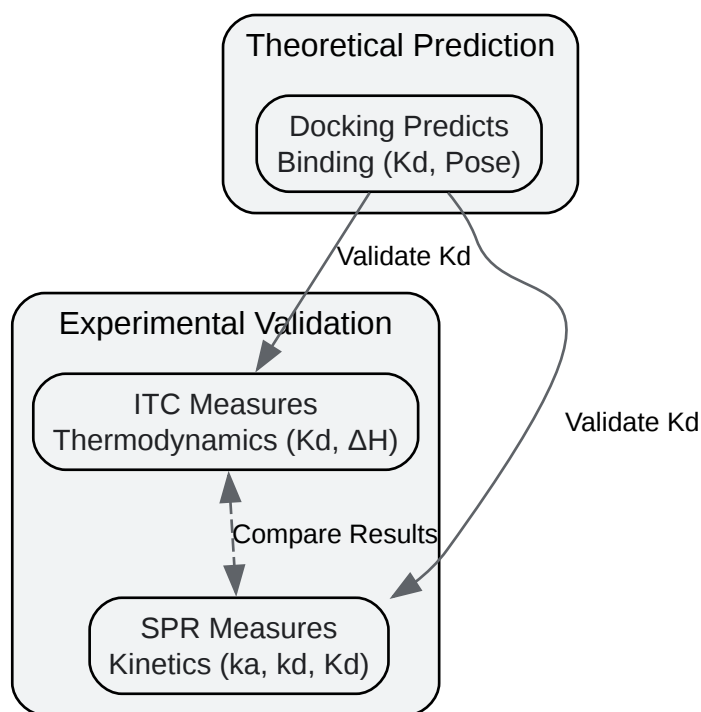 Theoretical Prediction
Docking Predicts
Binding (Kd, Pose)
Validate Kd
Experimental Validation
ITC Measures
Thermodynamics (Kd, ΔH)
Validate Kd
Compare Results
SPR Measures
Kinetics (ka, kd, Kd)